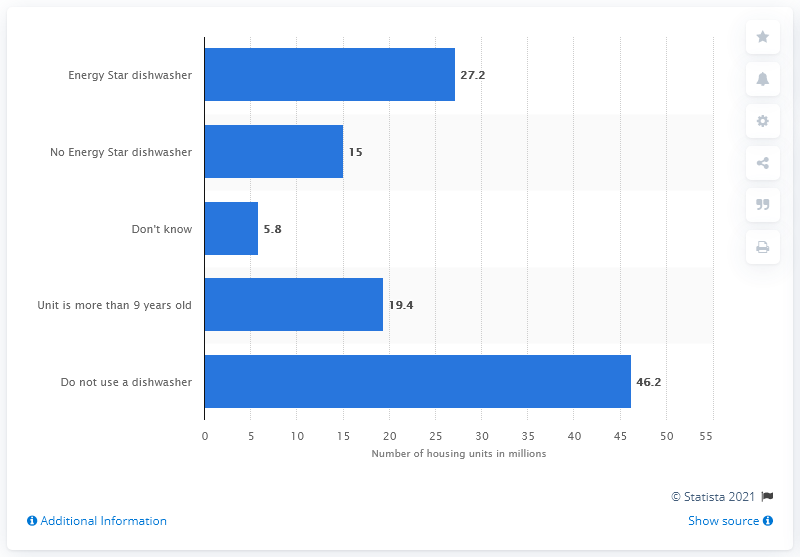 Energy Star dishwasher
27.2
No Energy Star dishwasher
15
Don't know
5.8
Unit is more than 9 years old
19.4
Do not use a dishwasher
46.2
0 5 10 15 20 25 30 35 40 45 50 55
Number of housing units in millions
© Statista 2021
Additional Information
Show source